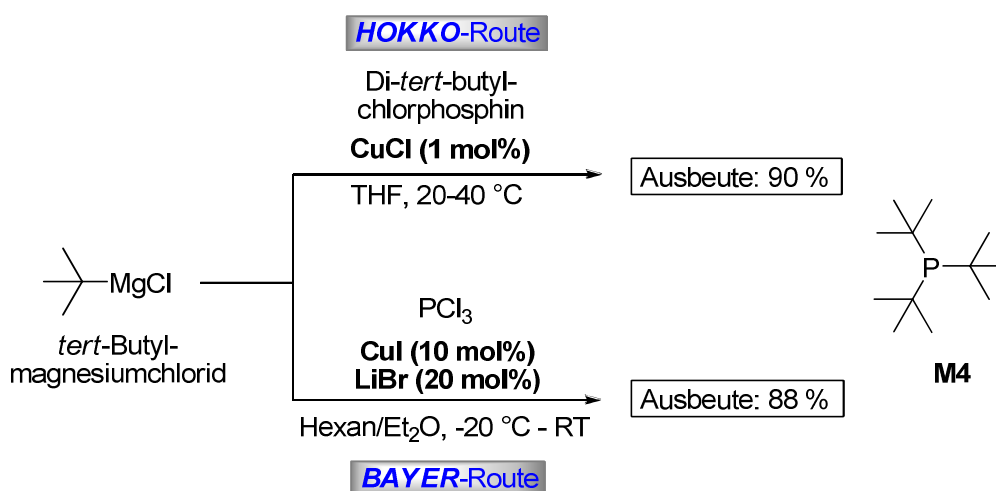 HOKKO-Route
Di-tert-butyl-
chlorphosphin
CuCl (1 mol%)
THF, 20-40 °C
Ausbeute: 90 %
MgCl
tert-Butyl-
magnesiumchlorid
P
M4
PCl₃
CuI (10 mol%)
LiBr (20 mol%)
Hexan/Et₂O, -20 °C - RT
Ausbeute: 88 %
BAYER-Route